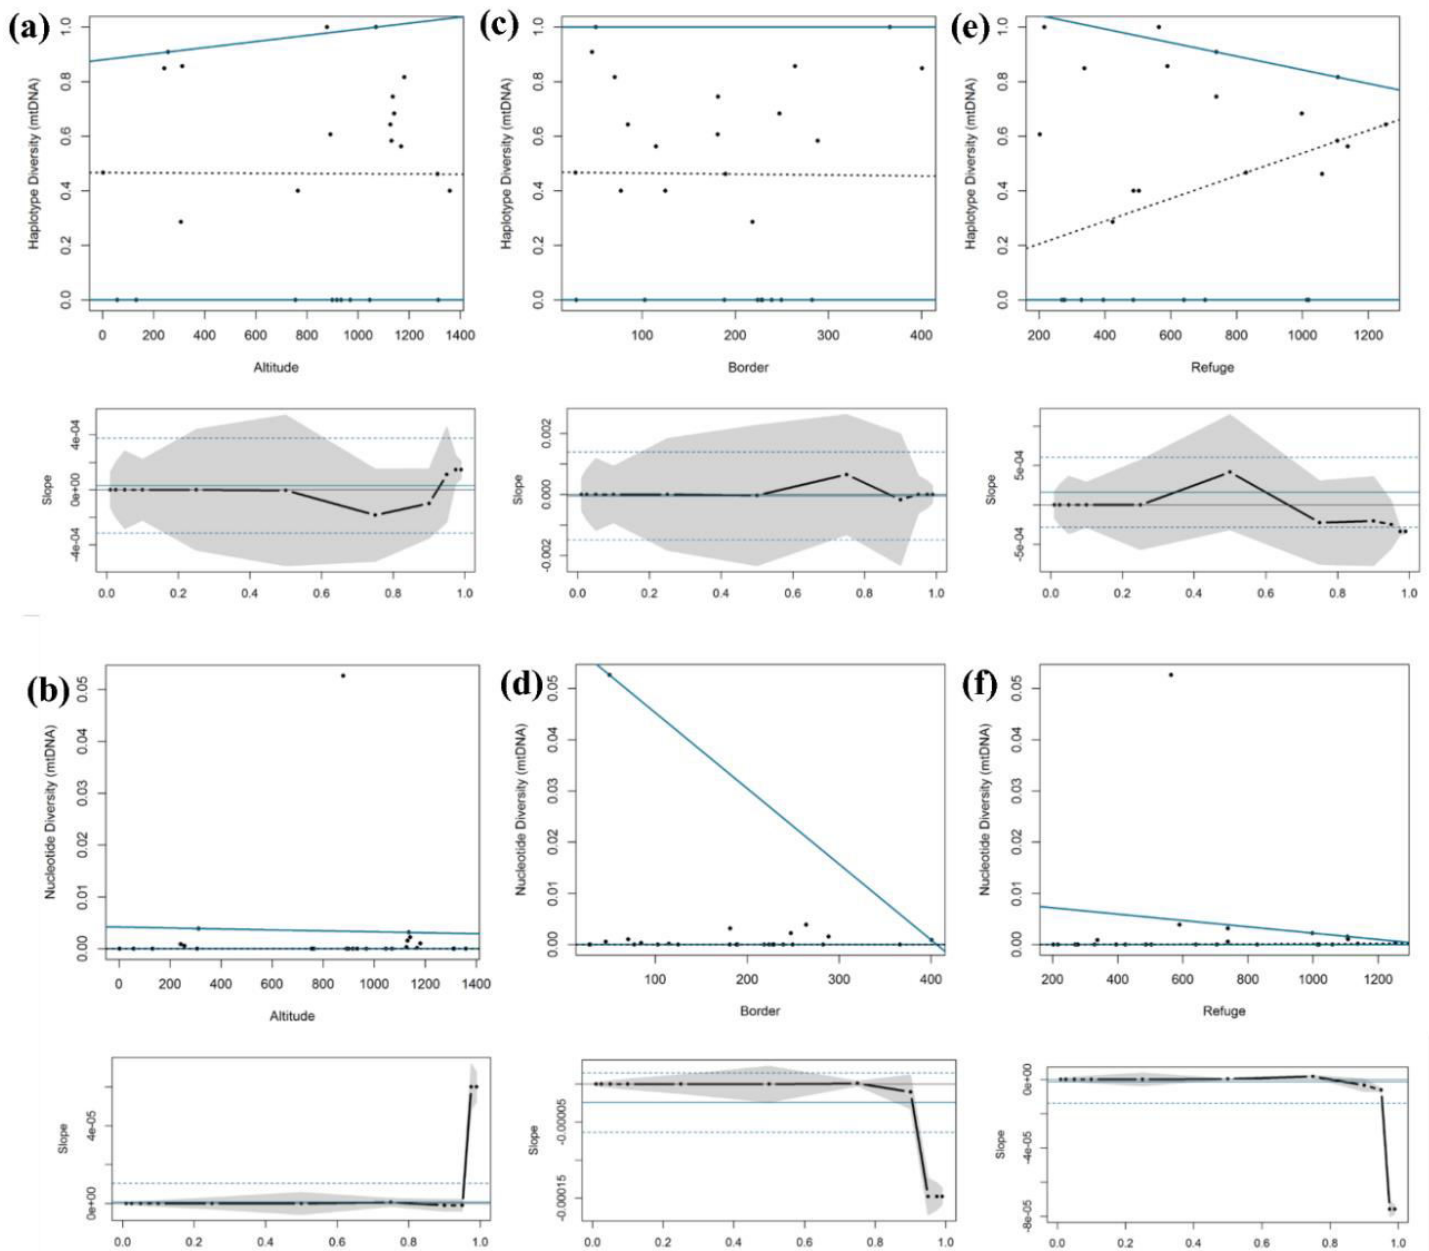 (a)
Haplotype Diversity (mtDNA)
1.0
0.8
0.6
0.4
0.2
0.0
0 200 400 600 800 1000 1200 1400
Altitude
(c)
Haplotype Diversity (mtDNA)
1.0
0.8
0.6
0.4
0.2
0.0
100 200 300 400
Border
(e)
Haplotype Diversity (mtDNA)
1.0
0.8
0.6
0.4
0.2
0.0
200 400 600 800 1000 1200
Refuge
Slope
4e-04
0e+00
-4e-04
0.0 0.2 0.4 0.6 0.8 1.0
Slope
0.002
0.000
-0.002
0.0 0.2 0.4 0.6 0.8 1.0
Slope
5e-04
-5e-04
0.0 0.2 0.4 0.6 0.8 1.0
(b)
Nucleotide Diversity (mtDNA)
0.05
0.04
0.03
0.02
0.01
0.00
0 200 400 600 800 1000 1200 1400
Altitude
(d)
Nucleotide Diversity (mtDNA)
0.05
0.04
0.03
0.02
0.01
0.00
100 200 300 400
Border
(f)
Nucleotide Diversity (mtDNA)
0.05
0.04
0.03
0.02
0.01
0.00
200 400 600 800 1000 1200
Refuge
Slope
4e-05
0e+00
0.0 0.2 0.4 0.6 0.8 1.0
Slope
-0.00005
-0.00015
0.0 0.2 0.4 0.6 0.8 1.0
Slope
0e+00
-4e-05
-8e-05
0.0 0.2 0.4 0.6 0.8 1.0